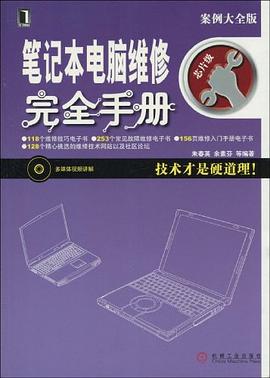 案例大全版
笔记本电脑维修
完全手册
芯片级
●118个维修技巧电子书 ●253个常见故障维修电子书 ●156页维修入门手册电子书
●128个精心挑选的维修技术网站以及社区论坛
朱春英 余素芬 等编著
多媒体视频讲解
技术才是硬道理！
机械工业出版社
China Machine Press